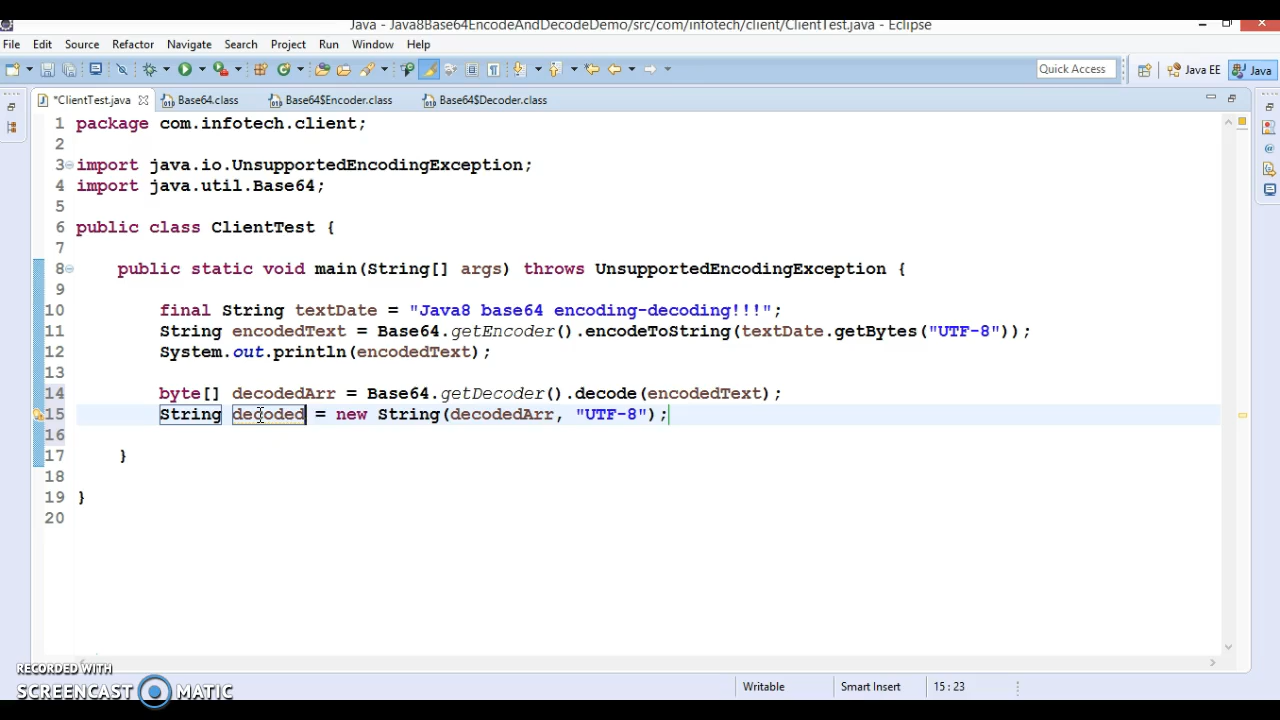 Java - Java8Base64EncodeAndDecodeDemo/src/com/infotech/client/ClientTest.java - Eclipse
File Edit Source Refactor Navigate Search Project Run Window Help
Quick Access Java EE Java
*ClientTest.java Base64.class Base64$Encoder.class Base64$Decoder.class
1 package com.infotech.client;
2
3 import java.io.UnsupportedEncodingException;
4 import java.util.Base64;
5
6 public class ClientTest {
7
8 public static void main(String[] args) throws UnsupportedEncodingException {
9
10 final String textDate = "Java8 base64 encoding-decoding!!!";
11 String encodedText = Base64.getEncoder().encodeToString(textDate.getBytes("UTF-8"));
12 System.out.println(encodedText);
13
14 byte[] decodedArr = Base64.getDecoder().decode(encodedText);
15 String decoded = new String(decodedArr, "UTF-8");
16
17 }
18
19 }
20
RECORDED WITH
SCREENCAST MATIC
Writable Smart Insert 15 : 23